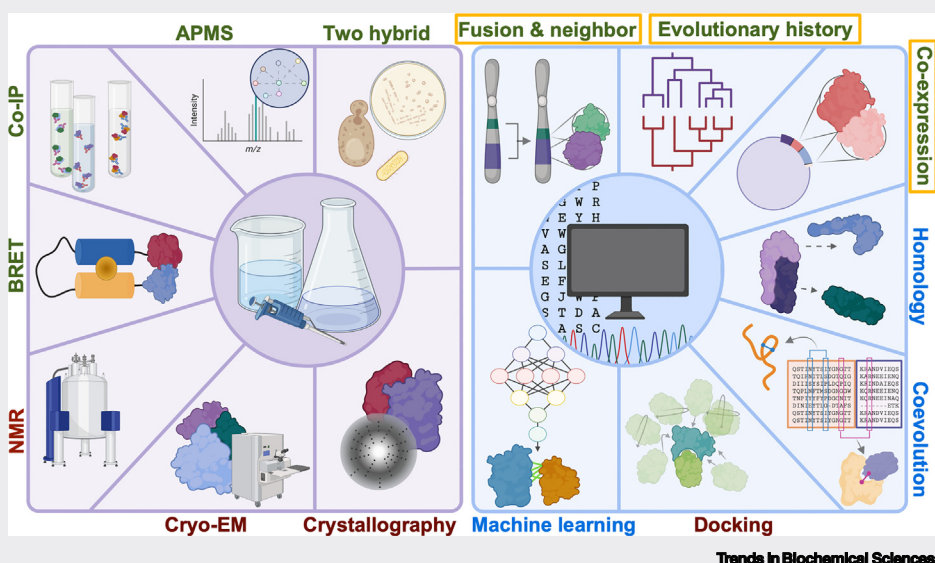 APMS
Two hybrid
Fusion & neighbor
Evolutionary history
Co-IP
Intensity
m/z
Co-expression
BRET
P
G W R
E Y H
V W
A G
S L
E F
G J
S T D A
A S C
Homology
NMR
Coevolution
Cryo-EM
Crystallography
Machine learning
Docking
Trends in Biochemical Sciences